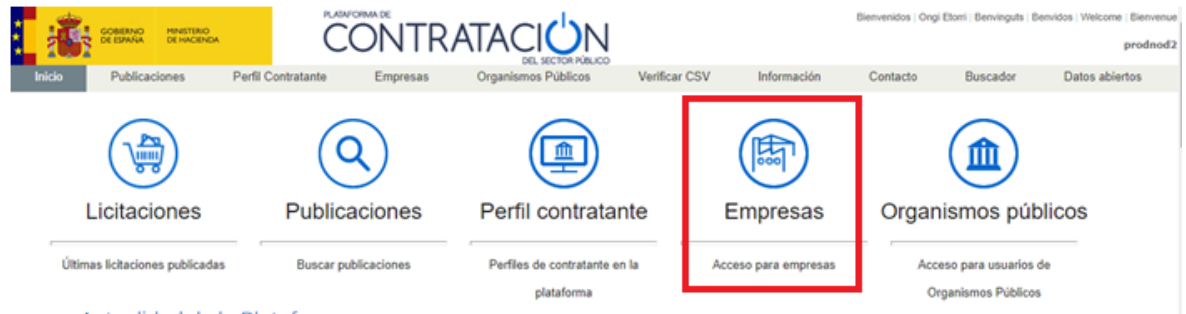 GOBIERNO
DE ESPAÑA
MINISTERIO
DE HACIENDA
PLATAFORMA DE
CONTRATACIÓN
DEL SECTOR PÚBLICO
Bienvenidos | Ongi Etorri | Benvinguts | Benvidos | Welcome | Bienvenue
prodnod2
Inicio Publicaciones Perfil Contratante Empresas Organismos Públicos Verificar CSV Información Contacto Buscador Datos abiertos
Licitaciones Publicaciones Perfil contratante Empresas Organismos públicos
Últimas licitaciones publicadas Buscar publicaciones Perfiles de contratante en la Acceso para empresas Acceso para usuarios de
plataforma Organismos Públicos